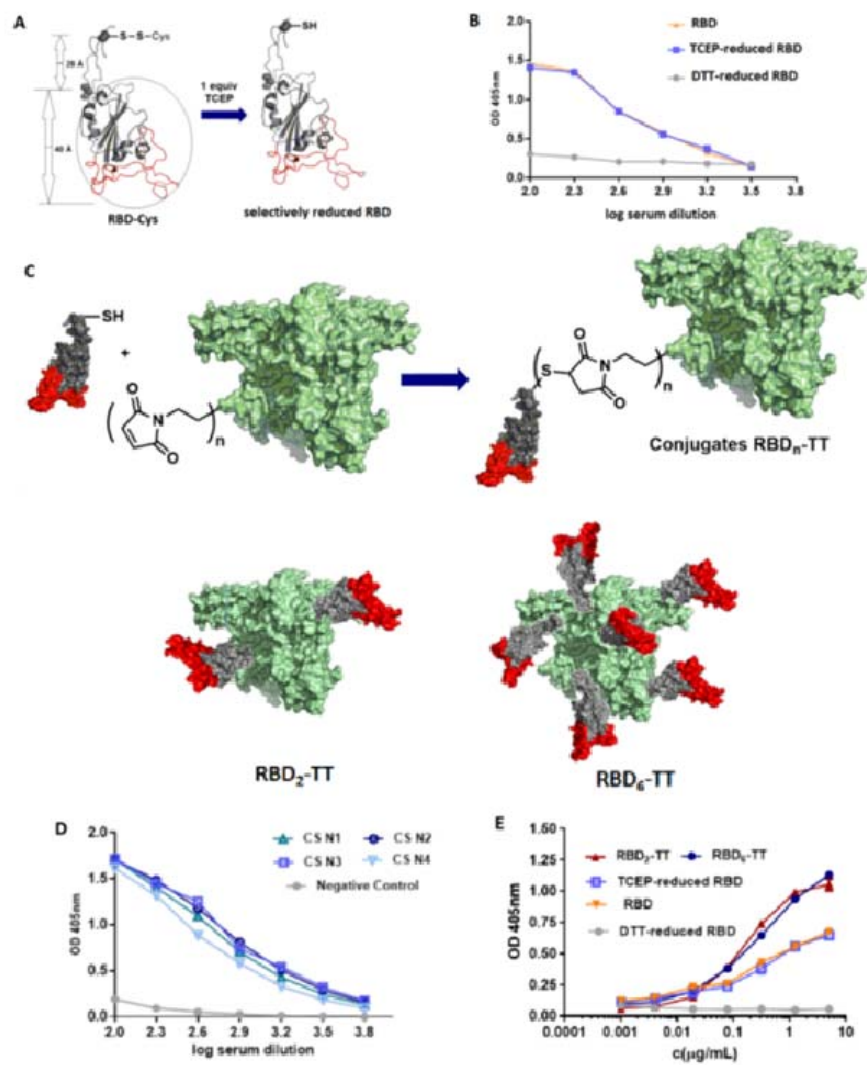 A
S-S-Cys
28 Å
RBD-Cys
1 equiv
TCEP
SH
selectively reduced RBD
B
OD 405nm
2.0
1.5
1.0
0.5
0.0
2.0 2.3 2.6 2.9 3.2 3.5 3.8
log serum dilution
RBD
TCEP-reduced RBD
DTT-reduced RBD
C
SH
+
O
N
O
n
S
O
N
O
n
Conjugates RBDn-TT
RBD2-TT
RBD6-TT
D
OD 405nm
2.0
1.5
1.0
0.5
0.0
2.0 2.3 2.6 2.9 3.2 3.5 3.8
log serum dilution
CS N1
CS N2
CS N3
CS N4
Negative Control
E
OD 405nm
1.50
1.25
1.00
0.75
0.50
0.25
0.00
0.0001 0.001 0.01 0.1 1 10
c(µg/mL)
RBD2-TT
RBD6-TT
TCEP-reduced RBD
RBD
DTT-reduced RBD